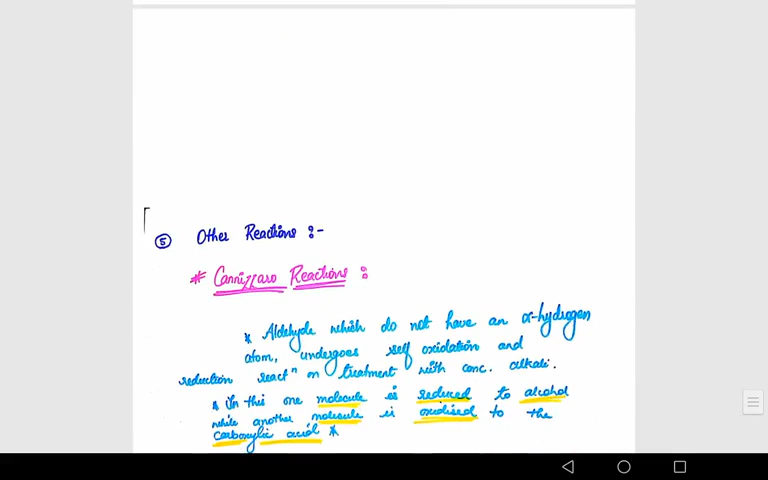 ⑤ Other Reactions :-
* Cannizzaro Reactions :
* Aldehyde which do not have an α-hydrogen
atom, undergoes self oxidation and
reduction reactⁿ on treatment with conc. alkali.
* In this one molecule is reduced to alcohol
while another molecule is oxidised to the
carboxylic acid *